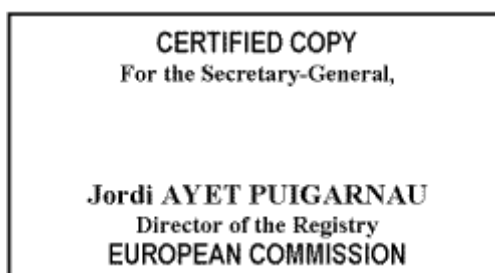 CERTIFIED COPY
For the Secretary-General,
Jordi AYET PUIGARNAU
Director of the Registry
EUROPEAN COMMISSION